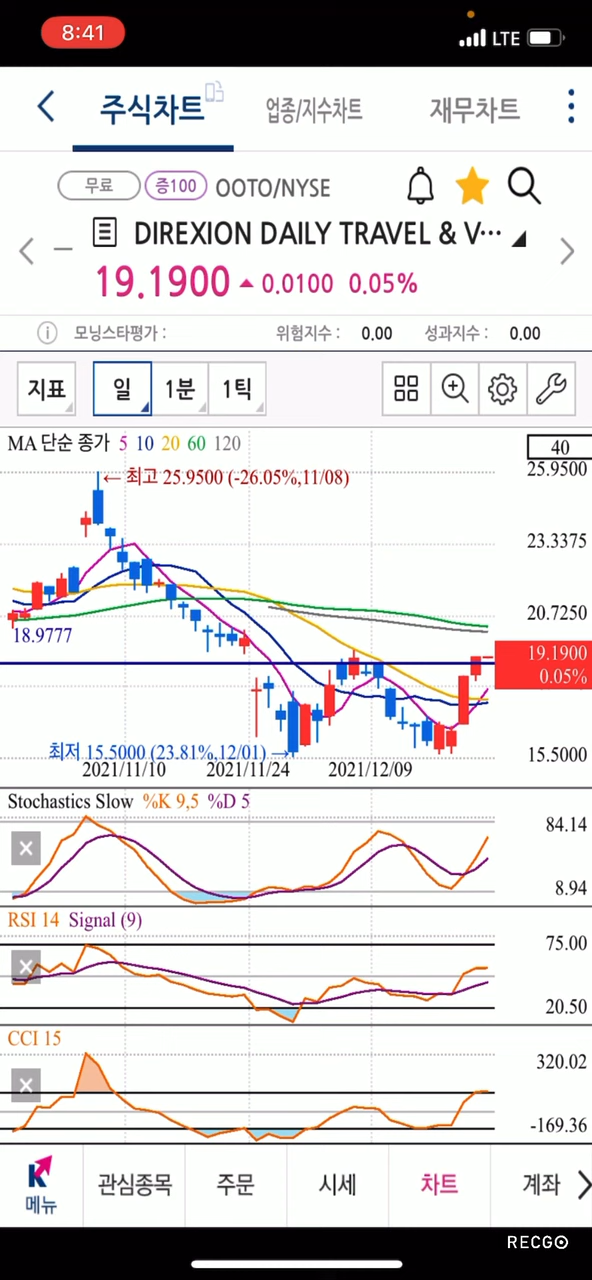 8:41
LTE
주식차트 업종/지수차트 재무차트
무료 증100 OOTO/NYSE
DIREXION DAILY TRAVEL & V···
19.1900 ▲ 0.0100 0.05%
모닝스타평가 : 위험지수 : 0.00 성과지수 : 0.00
지표 일 1분 1틱
MA 단순 종가 5 10 20 60 120
40
25.9500
← 최고 25.9500 (-26.05%,11/08)
23.3375
20.7250
18.9777
19.1900
0.05%
최저 15.5000 (23.81%,12/01) →
15.5000
2021/11/10 2021/11/24 2021/12/09
Stochastics Slow %K 9,5 %D 5
84.14
8.94
RSI 14 Signal (9)
75.00
20.50
CCI 15
320.02
-169.36
K
메뉴 관심종목 주문 시세 차트 계좌
RECGO